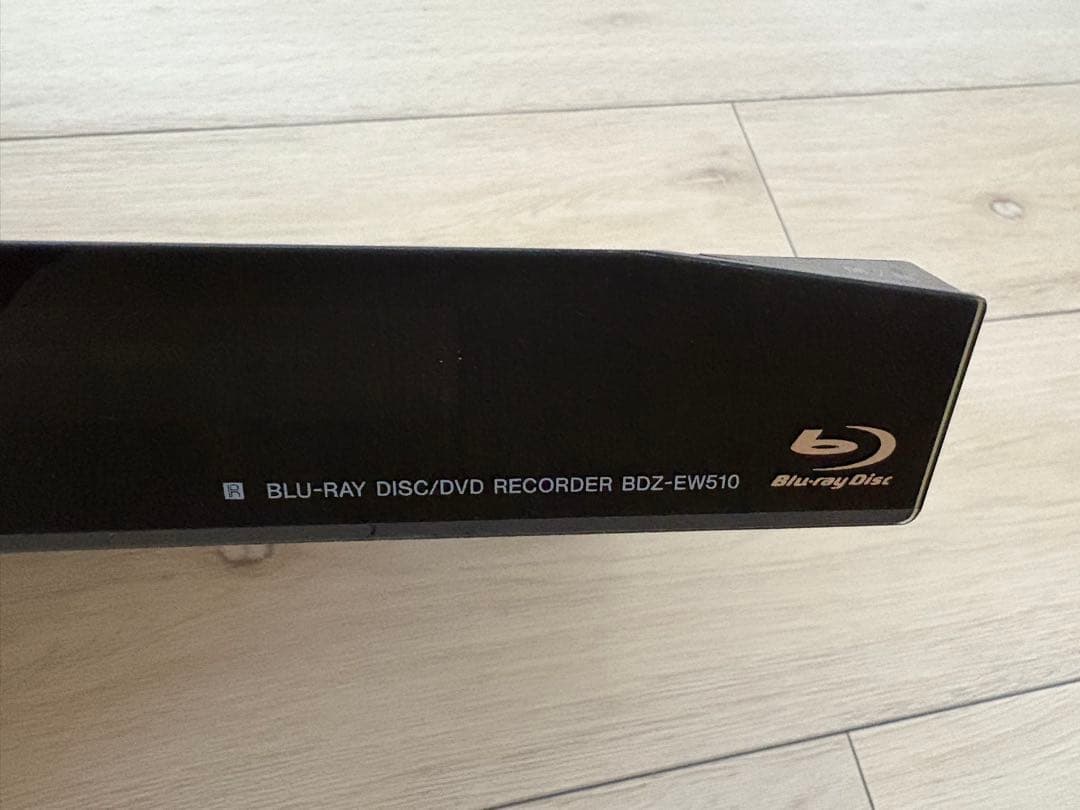 BLU-RAY DISC/DVD RECORDER BDZ-EW510
Blu-ray Disc